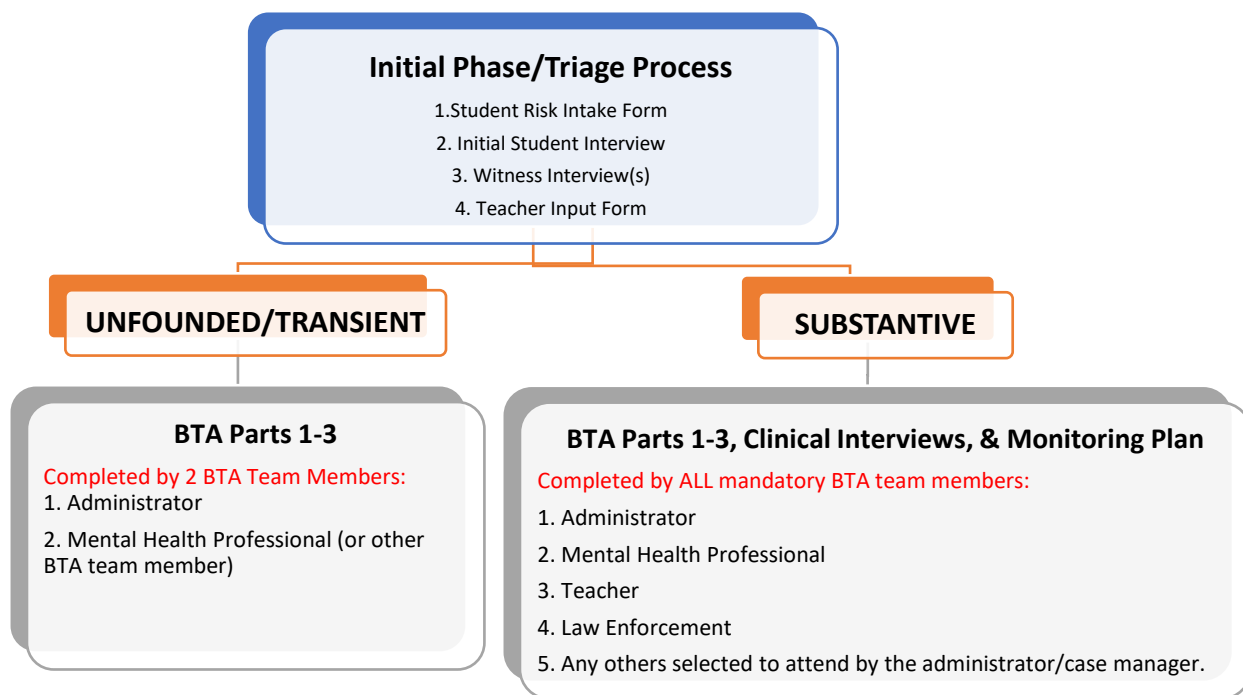 Initial Phase/Triage Process
1.Student Risk Intake Form
2. Initial Student Interview
3. Witness Interview(s)
4. Teacher Input Form
UNFOUNDED/TRANSIENT
SUBSTANTIVE
BTA Parts 1-3
Completed by 2 BTA Team Members:
1. Administrator
2. Mental Health Professional (or other
BTA team member)
BTA Parts 1-3, Clinical Interviews, & Monitoring Plan
Completed by ALL mandatory BTA team members:
1. Administrator
2. Mental Health Professional
3. Teacher
4. Law Enforcement
5. Any others selected to attend by the administrator/case manager.